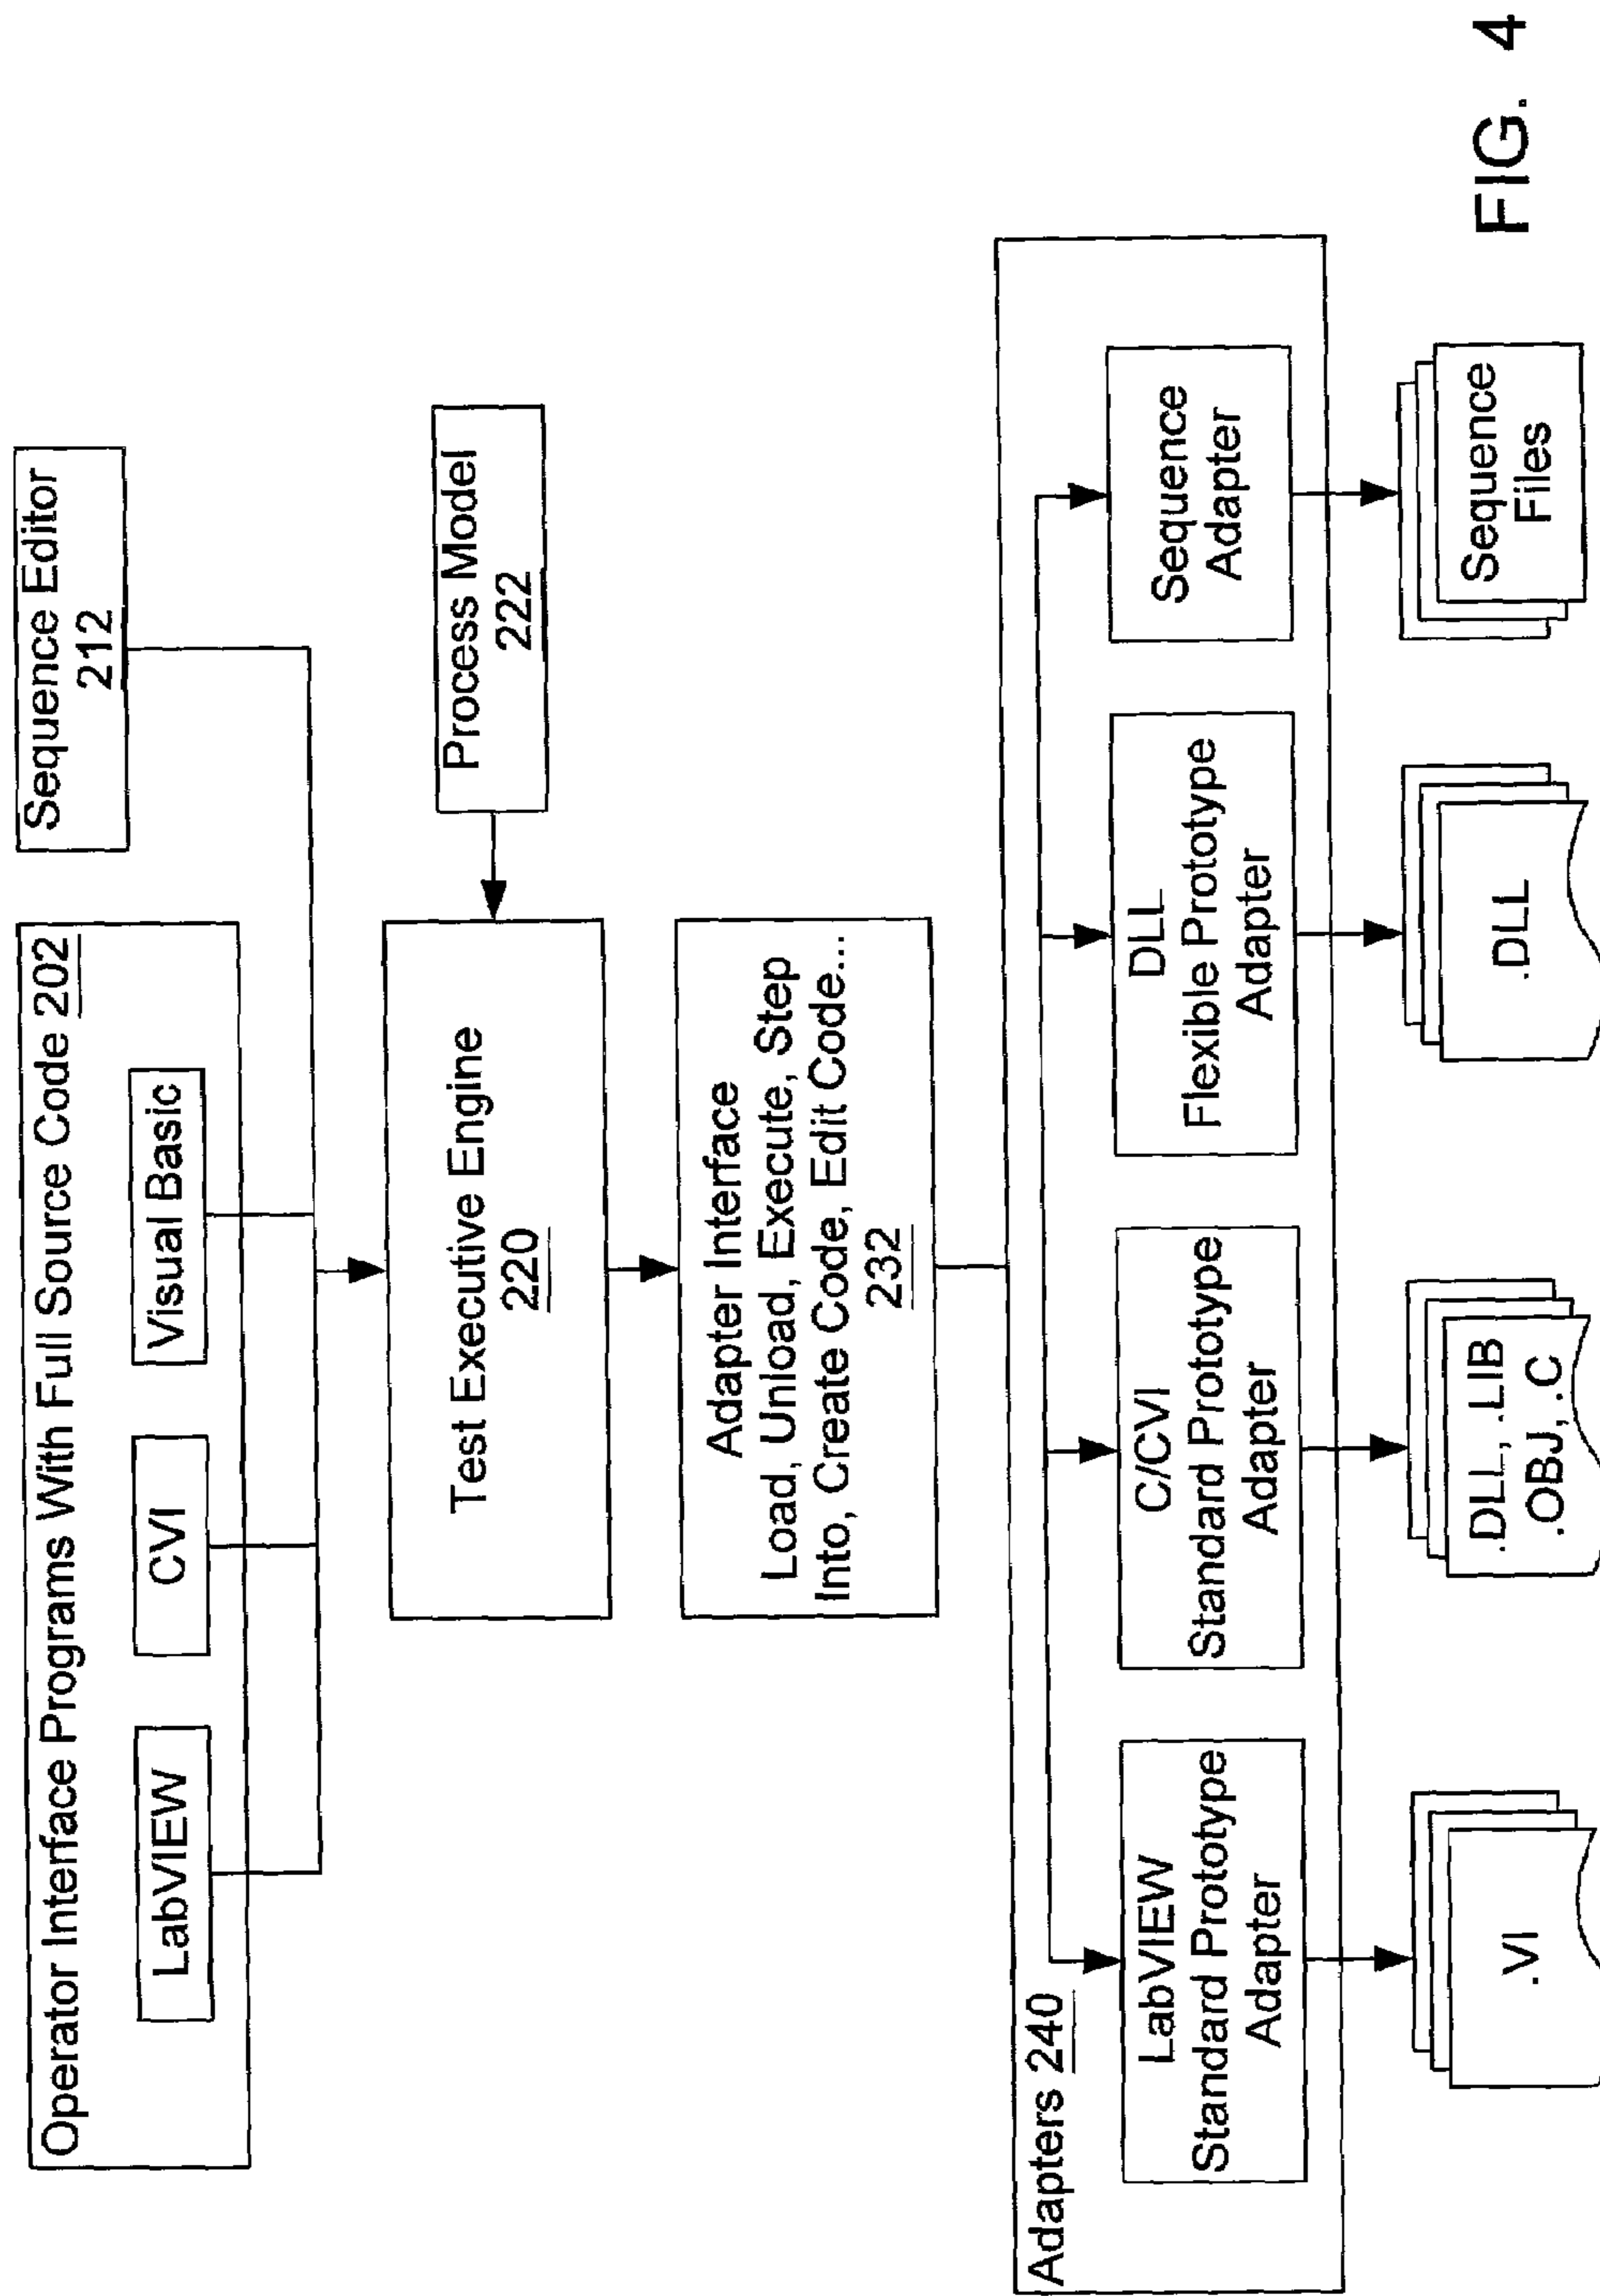 Operator Interface Programs With Full Source Code 202
LabVIEW
CVI
Visual Basic
Sequence Editor
212
Test Executive Engine
220
Process Model
222
Adapter Interface
Load, Unload, Execute, Step
Into, Create Code, Edit Code...
232
Adapters 240
LabVIEW
Standard Prototype
Adapter
C/CVI
Standard Prototype
Adapter
DLL
Flexible Prototype
Adapter
Sequence
Adapter
.VI
.DLL, .LIB
.OBJ, .C
.DLL
Sequence
Files
FIG. 4